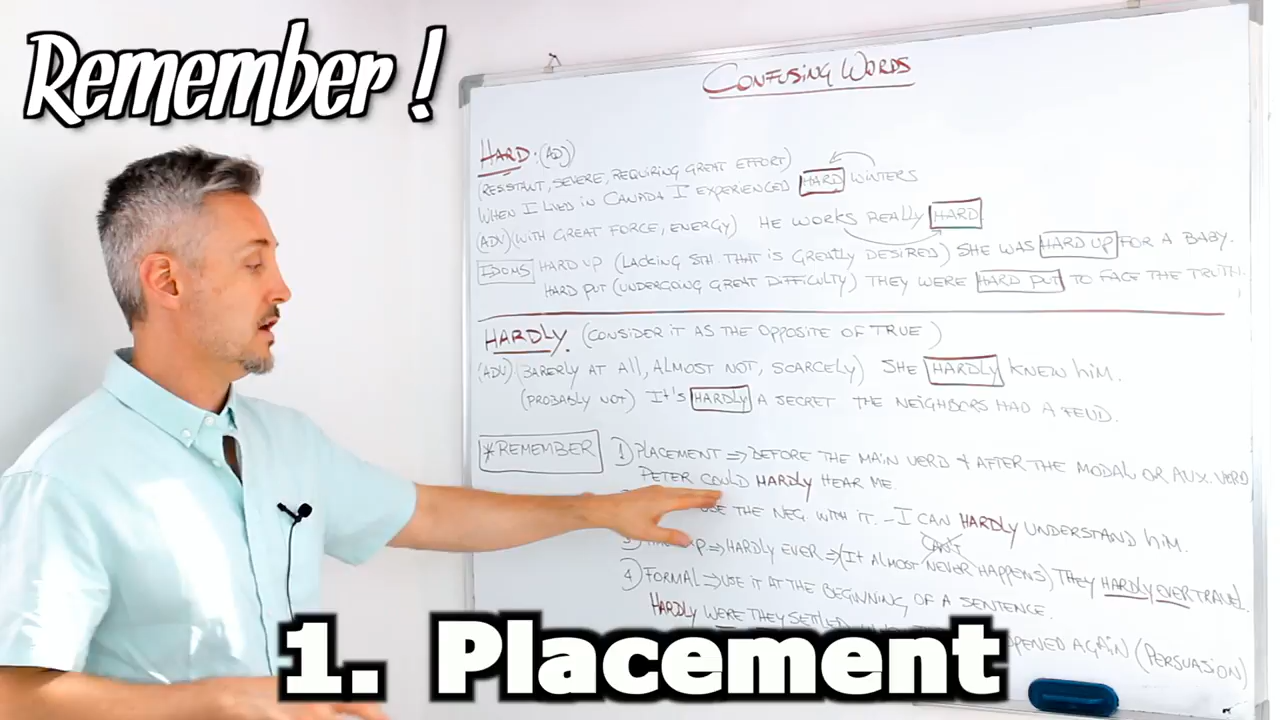 Remember!
CONFUSING WORDS
HARD: (ADJ)
(RESISTANT, SEVERE, REQUIRING GREAT EFFORT)
WHEN I LIVED IN CANADA I EXPERIENCED HARD WINTERS
(ADV) (WITH GREAT FORCE, ENERGY) HE WORKS REALLY HARD
IDIOMS HARD UP (LACKING STH. THAT IS GREATLY DESIRED) SHE WAS HARD UP FOR A BABY.
HARD PUT (UNDERGOING GREAT DIFFICULTY) THEY WERE HARD PUT TO FACE THE TRUTH.
HARDLY. (CONSIDER IT AS THE OPPOSITE OF TRUE)
(ADV) (BARERLY AT ALL, ALMOST NOT, SCARCELY) SHE HARDLY KNEW HIM.
(PROBABLY NOT) IT'S HARDLY A SECRET THE NEIGHBORS HAD A FEUD.
*REMEMBER 1) PLACEMENT => BEFORE THE MAIN VERB & AFTER THE MODAL OR AUX. VERB
PETER COULD HARDLY HEAR ME.
USE THE NEG. WITH IT. - I CAN HARDLY UNDERSTAND HIM.
CAN'T
=> HARDLY EVER => (IT ALMOST NEVER HAPPENS) THEY HARDLY EVER TRAVEL.
4) FORMAL => USE IT AT THE BEGINNING OF A SENTENCE.
HARDLY WERE THEY SETTLED AGAIN (PERSUASION)
1. Placement